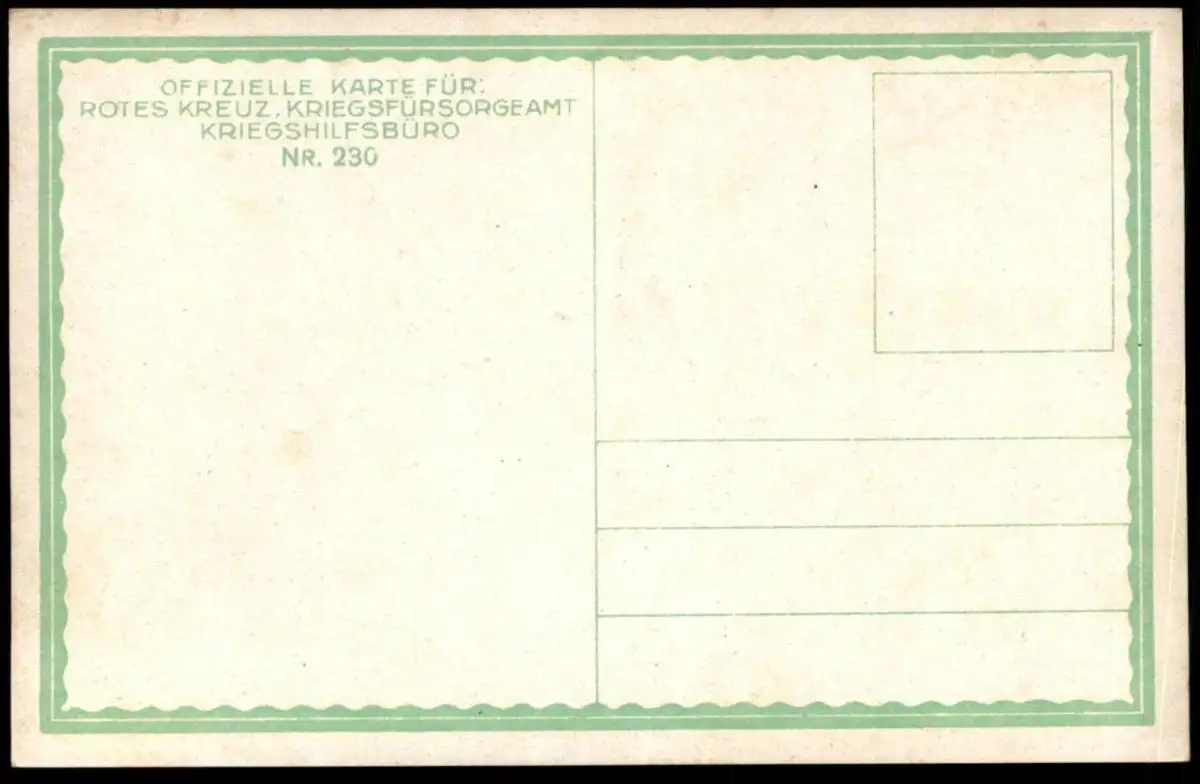 OFFIZIELLE KARTE FÜR:
ROTES KREUZ, KRIEGSFÜRSORGEAMT
KRIEGSHILFSBÜRO
NR. 230